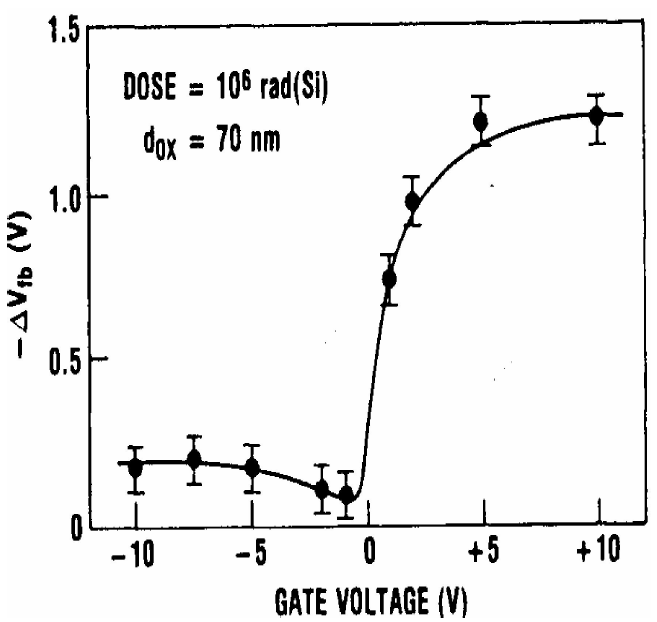 1.5
DOSE = 10⁶ rad(Si)
dₒₓ = 70 nm
1.0
0.5
0
−ΔV_fb (V)
−10 −5 0 +5 +10
GATE VOLTAGE (V)